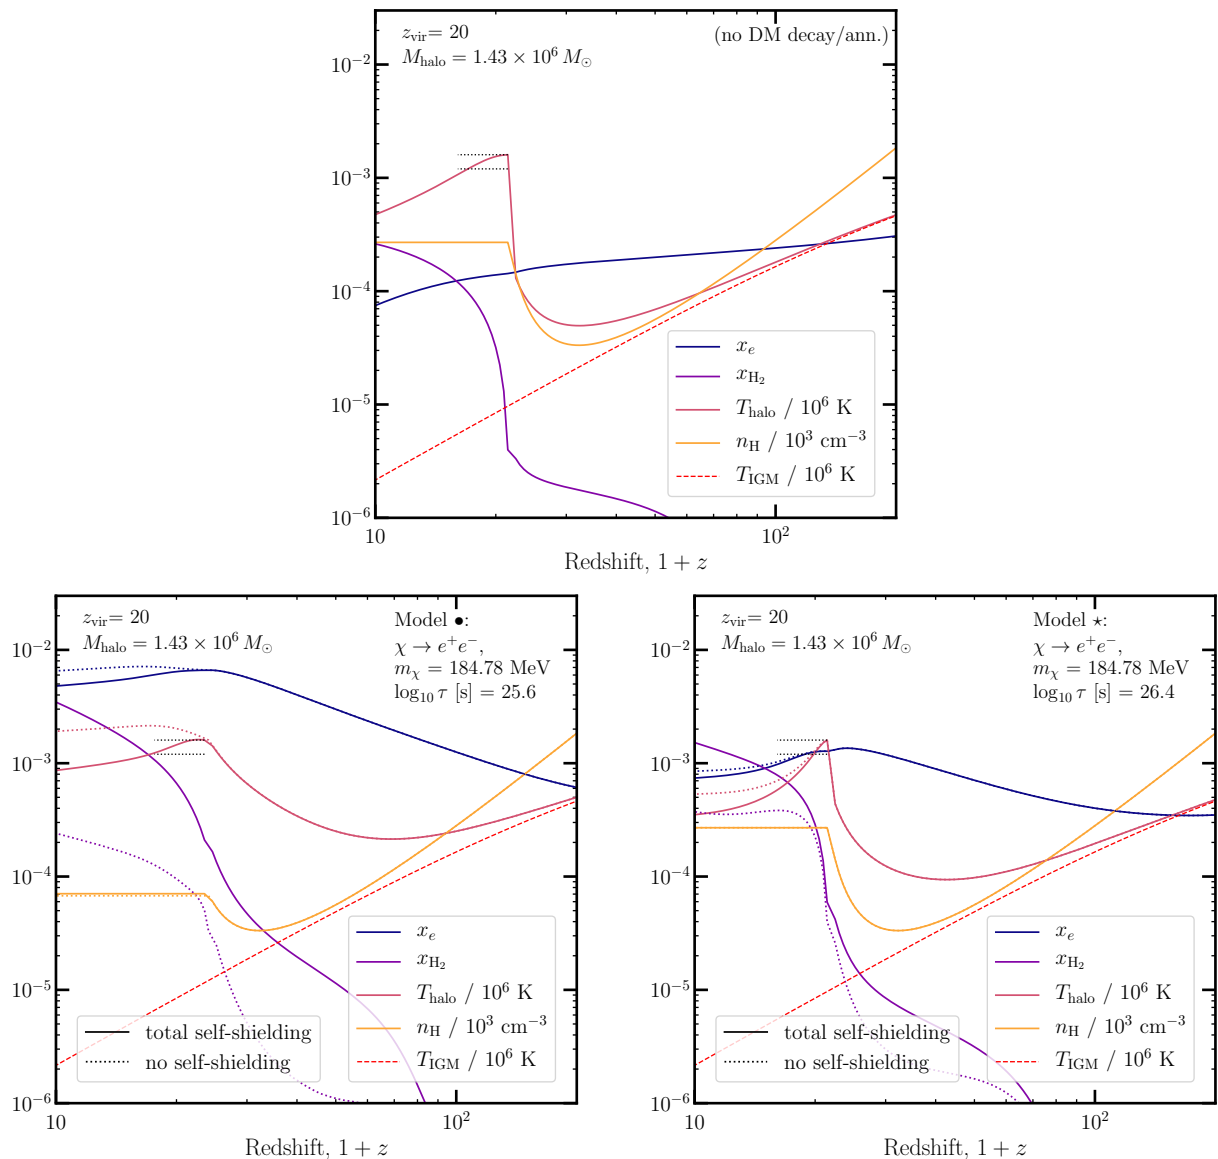 z_vir = 20
M_halo = 1.43 × 10^6 M_⊙
(no DM decay/ann.)
10^−2
10^−3
10^−4
10^−5
10^−6
x_e
x_H₂
T_halo / 10^6 K
n_H / 10^3 cm^−3
T_IGM / 10^6 K
10
10^2
Redshift, 1 + z
z_vir = 20
M_halo = 1.43 × 10^6 M_⊙
Model ●:
χ → e^+e^−,
m_χ = 184.78 MeV
log_10 τ [s] = 25.6
10^−2
10^−3
10^−4
10^−5
10^−6
total self-shielding
no self-shielding
x_e
x_H₂
T_halo / 10^6 K
n_H / 10^3 cm^−3
T_IGM / 10^6 K
10
10^2
Redshift, 1 + z
z_vir = 20
M_halo = 1.43 × 10^6 M_⊙
Model ⋆:
χ → e^+e^−,
m_χ = 184.78 MeV
log_10 τ [s] = 26.4
10^−2
10^−3
10^−4
10^−5
10^−6
total self-shielding
no self-shielding
x_e
x_H₂
T_halo / 10^6 K
n_H / 10^3 cm^−3
T_IGM / 10^6 K
10
10^2
Redshift, 1 + z